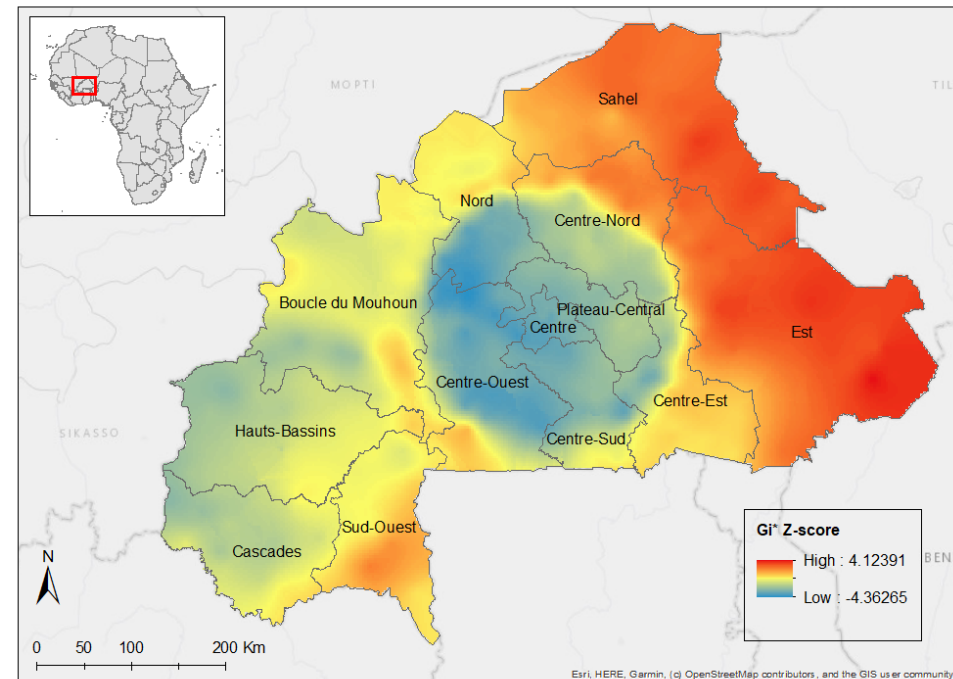 MOPTI
TIL
Sahel
Nord
Centre-Nord
Boucle du Mouhoun
Plateau-Central
Centre
Est
Centre-Ouest
Centre-Est
Hauts-Bassins
SIKASSO
Centre-Sud
Sud-Ouest
Cascades
Gi* Z-score
High : 4.12391
Low : -4.36265
BEN
N
0 50 100 200 Km
Esri, HERE, Garmin, (c) OpenStreetMap contributors, and the GIS user community